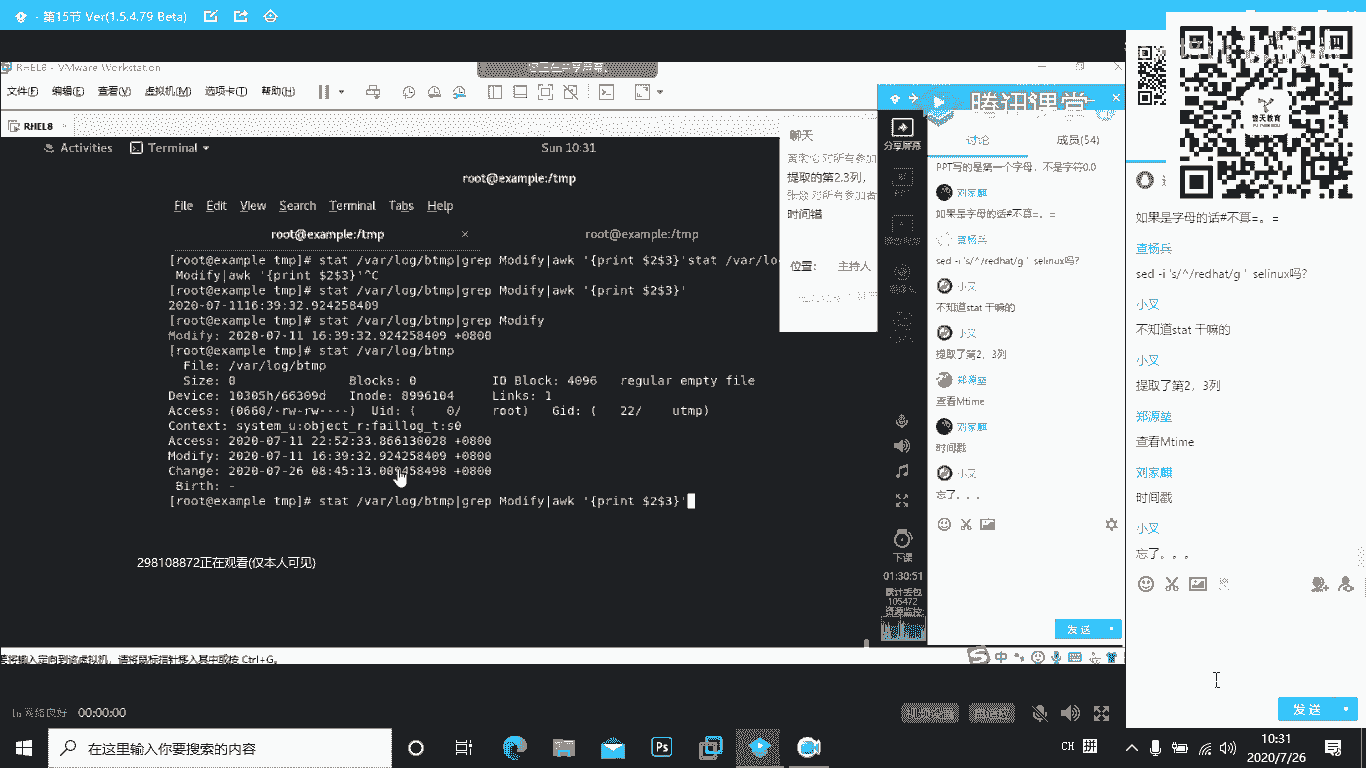 第15节 Ver(1.5.4.79 Beta)
RHEL8 - VMware Workstation
文件(F) 编辑(E) 查看(V) 虚拟机(M) 选项卡(T) 帮助(H)
RHEL8
Activities Terminal Sun 10:31
root@example:/tmp
File Edit View Search Terminal Tabs Help
root@example:/tmp × root@example:/tmp
[root@example tmp]# stat /var/log/btmp|grep Modify|awk '{print $2$3}'stat /var/lo
Modify|awk '{print $2$3}'^C
[root@example tmp]# stat /var/log/btmp|grep Modify|awk '{print $2$3}'
2020-07-1116:39:32.924258409
[root@example tmp]# stat /var/log/btmp|grep Modify
Modify: 2020-07-11 16:39:32.924258409 +0800
[root@example tmp]# stat /var/log/btmp
File: /var/log/btmp
Size: 0 Blocks: 0 IO Block: 4096 regular empty file
Device: 10305h/66309d Inode: 8996104 Links: 1
Access: (0660/-rw-rw----) Uid: ( 0/ root) Gid: ( 22/ utmp)
Context: system_u:object_r:faillog_t:s0
Access: 2020-07-11 22:52:33.866130028 +0800
Modify: 2020-07-11 16:39:32.924258409 +0800
Change: 2020-07-26 08:45:13.009458498 +0800
Birth: -
[root@example tmp]# stat /var/log/btmp|grep Modify|awk '{print $2$3}'
298108872正在观看(仅本人可见)
聊天
提取的第2.3列,
时间错
位置: 主持人
腾讯课堂
分享屏幕
讨论 成员(54)
PPT写的是第一个字母，不是字符0.0
刘家麒
如果是字母的话#不算=。=
查杨兵
sed -i 's/^/redhat/g ' selinux吗?
小叉
不知道stat 干嘛的
小叉
提取了第2，3列
郑源堃
查看Mtime
刘家麒
时间戳
小叉
忘了。。。
下课
01:30:51
累计丢包
105472
资源监控
发送
如果是字母的话#不算=。=
查杨兵
sed -i 's/^/redhat/g ' selinux吗?
小叉
不知道stat 干嘛的
小叉
提取了第2，3列
郑源堃
查看Mtime
刘家麒
时间戳
小叉
忘了。。。
发送
要将输入定向到该虚拟机，请将鼠标指针移入其中或按 Ctrl+G。
中
网络良好 00:00:00
在这里输入你要搜索的内容
Ps
CH 拼
10:31
2020/7/26